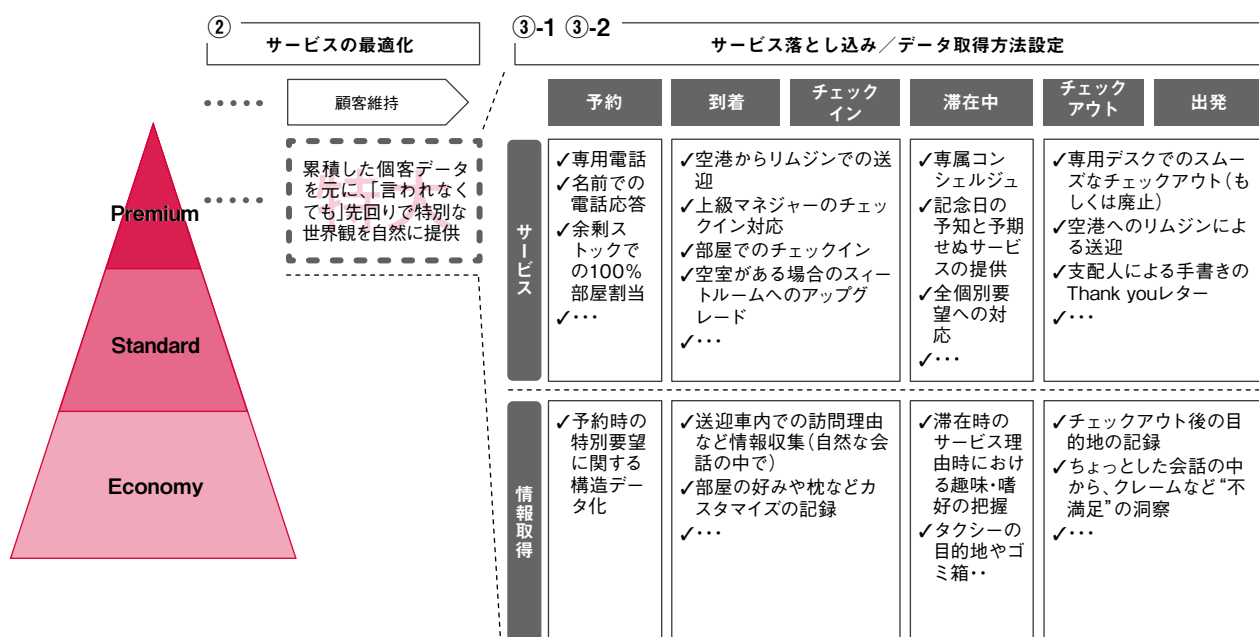 ② サービスの最適化
③-1 ③-2 サービス落とし込み／データ取得方法設定
顧客維持
予約
到着
チェック
イン
滞在中
チェック
アウト
出発
特大
累積した個客データ
を元に、「言われなく
ても」先回りで特別な
世界観を自然に提供
Premium
Standard
Economy
サービス
✓専用電話
✓名前での
電話応答
✓余剰ス
トックで
の100%
部屋割当
✓･･･
✓空港からリムジンでの送
迎
✓上級マネジャーのチェッ
クイン対応
✓部屋でのチェックイン
✓空室がある場合のスィー
トルームへのアップグ
レード
✓･･･
✓専属コン
シェルジュ
✓記念日の
予知と予期
せぬサービ
スの提供
✓全個別要
望への対
応
✓･･･
✓専用デスクでのスムー
ズなチェックアウト（も
しくは廃止）
✓空港へのリムジンによ
る送迎
✓支配人による手書きの
Thank youレター
✓･･･
情報取得
✓予約時の
特別要望
に関する
構造デー
タ化
✓送迎車内での訪問理由
など情報収集（自然な会
話の中で）
✓部屋の好みや枕などカ
スタマイズの記録
✓･･･
✓滞在時の
サービス理
由時におけ
る趣味・嗜
好の把握
✓タクシーの
目的地やゴ
ミ箱･･
✓チェックアウト後の目
的地の記録
✓ちょっとした会話の中
から、クレームなど“不
満足”の洞察
✓･･･